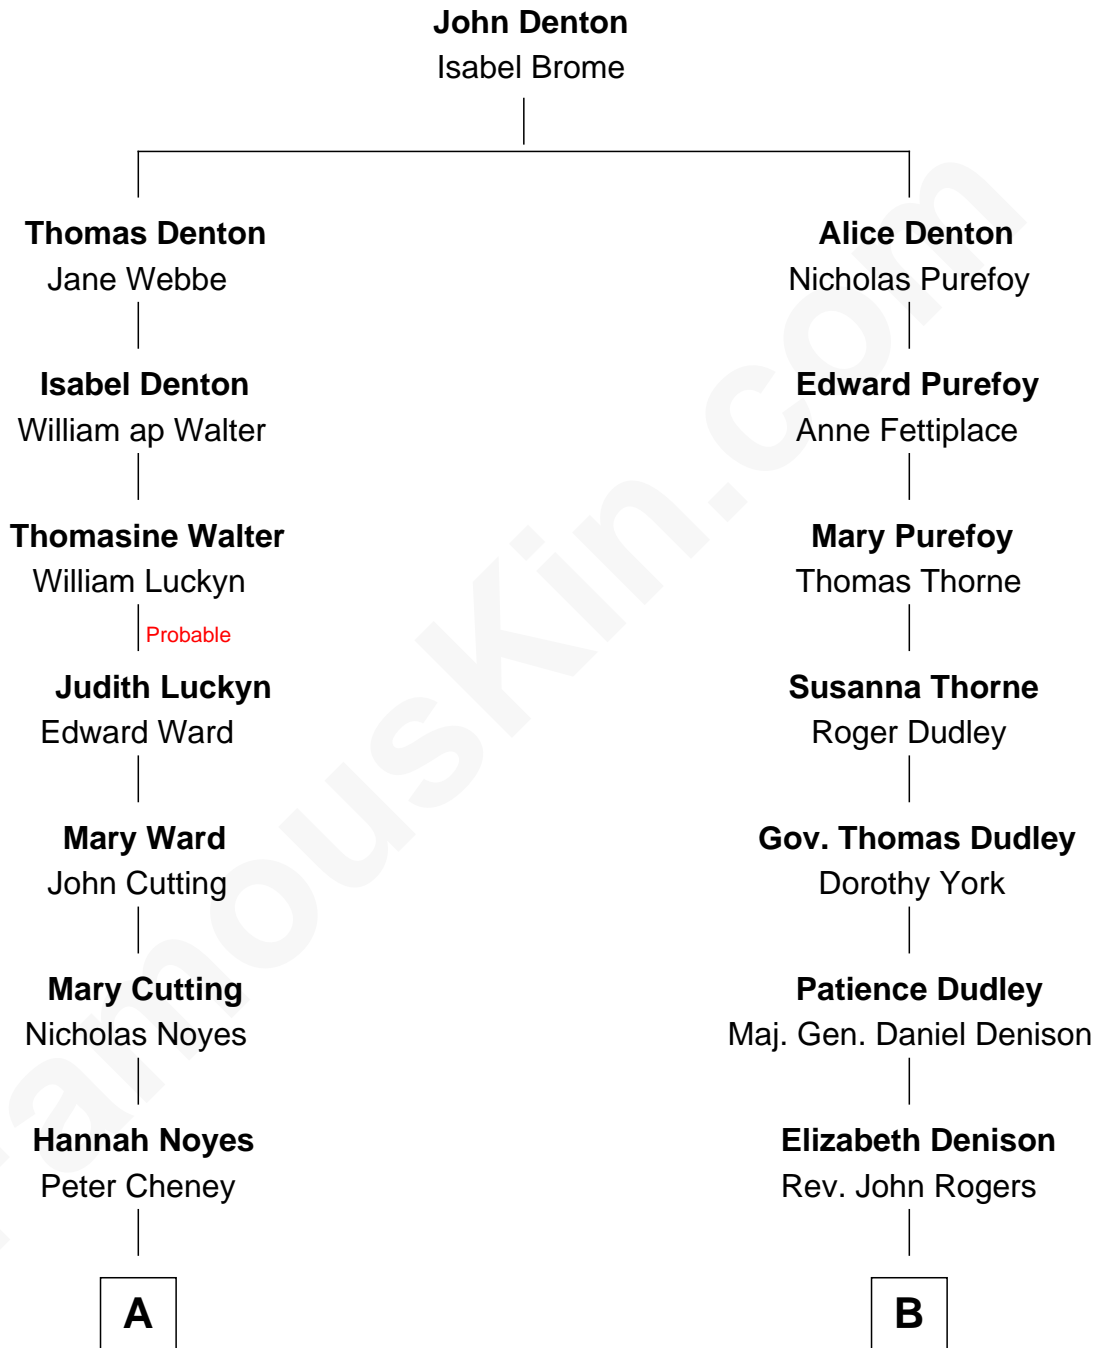 John Denton
Isabel Brome
Thomas Denton
Jane Webbe
Isabel Denton
William ap Walter
Thomasine Walter
William Luckyn
Probable
Judith Luckyn
Edward Ward
Mary Ward
John Cutting
Mary Cutting
Nicholas Noyes
Hannah Noyes
Peter Cheney
A
Alice Denton
Nicholas Purefoy
Edward Purefoy
Anne Fettiplace
Mary Purefoy
Thomas Thorne
Susanna Thorne
Roger Dudley
Gov. Thomas Dudley
Dorothy York
Patience Dudley
Maj. Gen. Daniel Denison
Elizabeth Denison
Rev. John Rogers
B
FamousKin.com